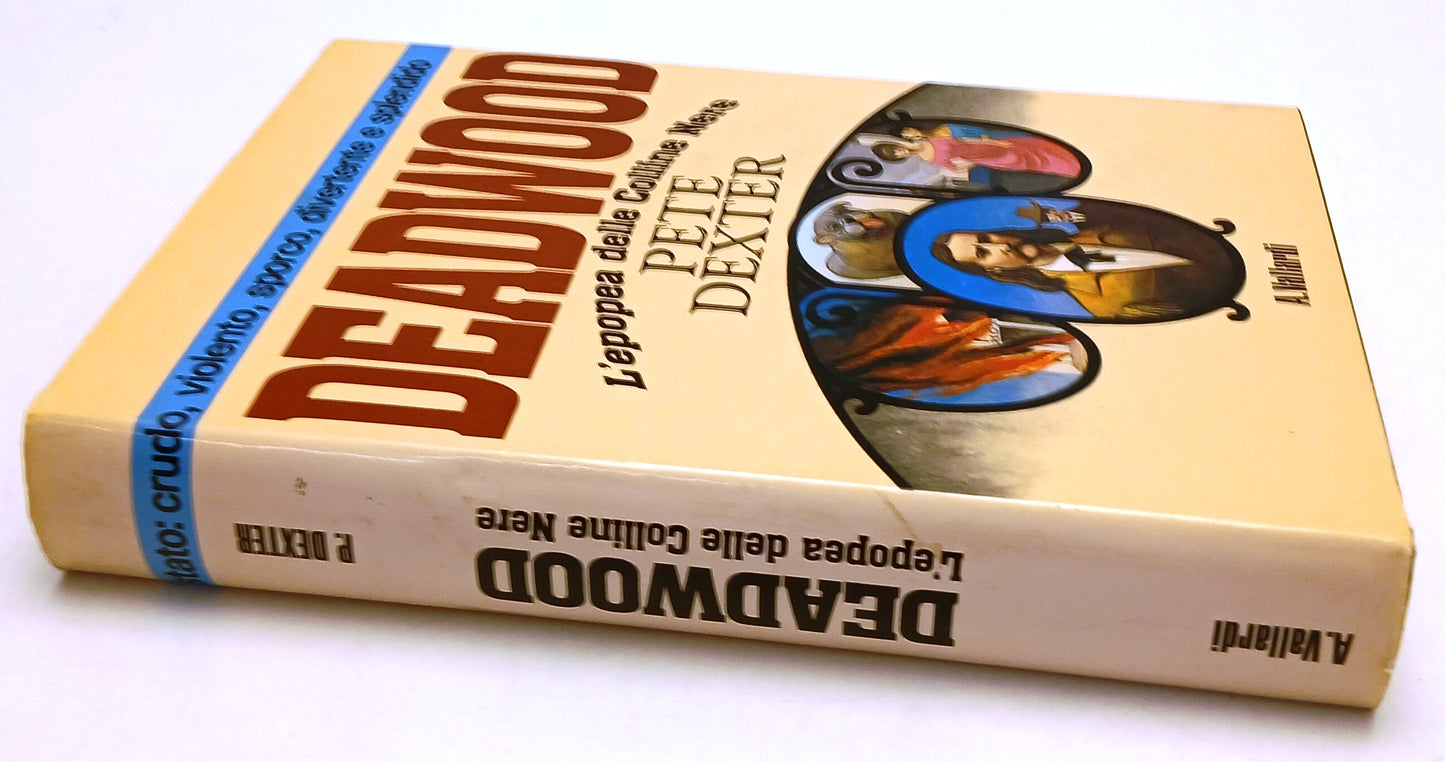 tato: crudo, violento, sporco, divertente e splendido
DEADWOOD
L'epopea delle Colline Nere
PETE
DEXTER
A. Vallardi
P. DEXTER
DEADWOOD
L'epopea delle Colline Nere
A. Vallardi